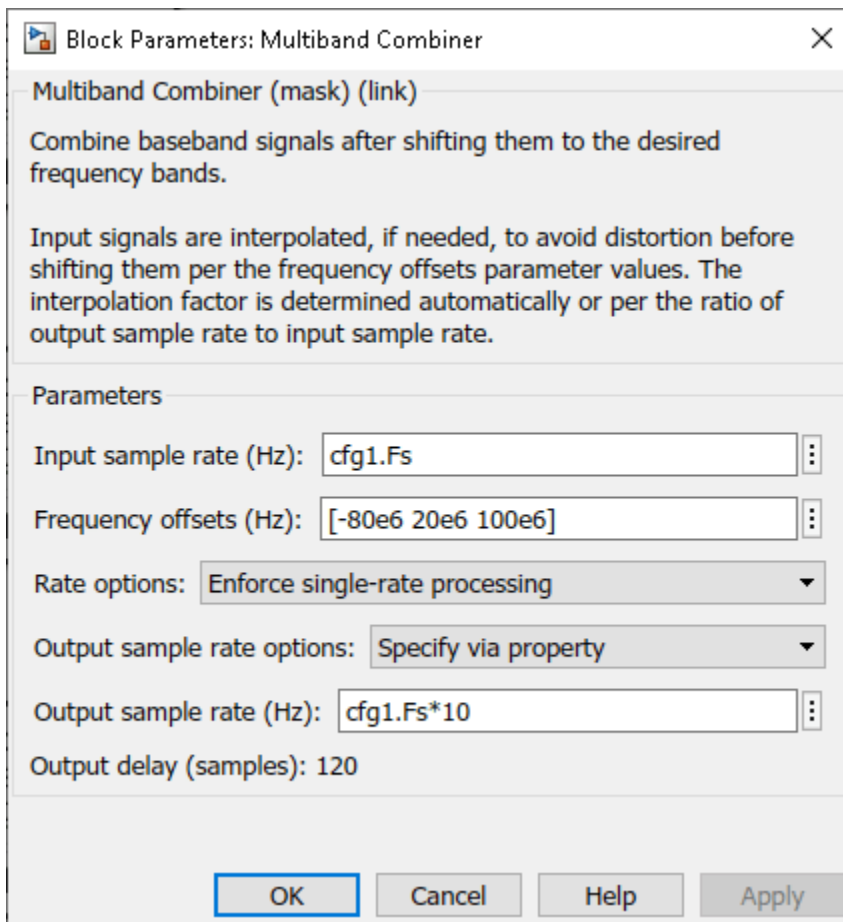 Block Parameters: Multiband Combiner
Multiband Combiner (mask) (link)
Combine baseband signals after shifting them to the desired
frequency bands.
Input signals are interpolated, if needed, to avoid distortion before
shifting them per the frequency offsets parameter values. The
interpolation factor is determined automatically or per the ratio of
output sample rate to input sample rate.
Parameters
Input sample rate (Hz): cfg1.Fs
Frequency offsets (Hz): [-80e6 20e6 100e6]
Rate options: Enforce single-rate processing
Output sample rate options: Specify via property
Output sample rate (Hz): cfg1.Fs*10
Output delay (samples): 120
OK Cancel Help Apply